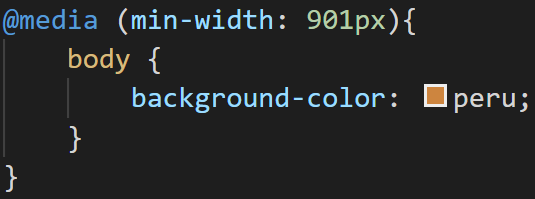 @media (min-width: 901px){
body {
background-color: peru;
}
}